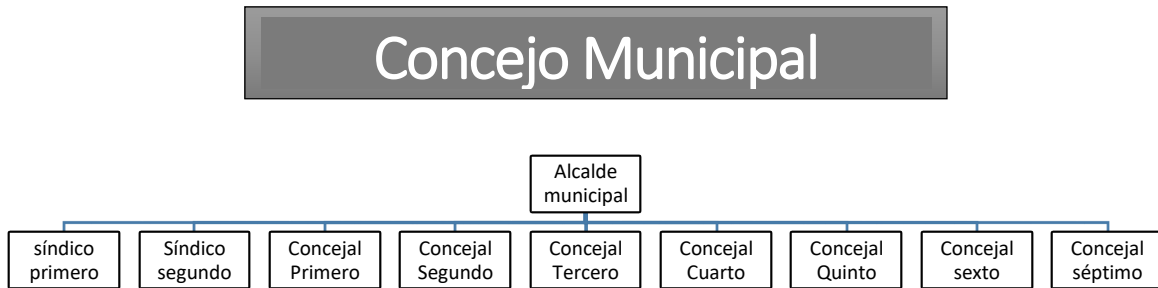 Concejo Municipal
Alcalde
municipal
síndico
primero
Síndico
segundo
Concejal
Primero
Concejal
Segundo
Concejal
Tercero
Concejal
Cuarto
Concejal
Quinto
Concejal
sexto
Concejal
séptimo